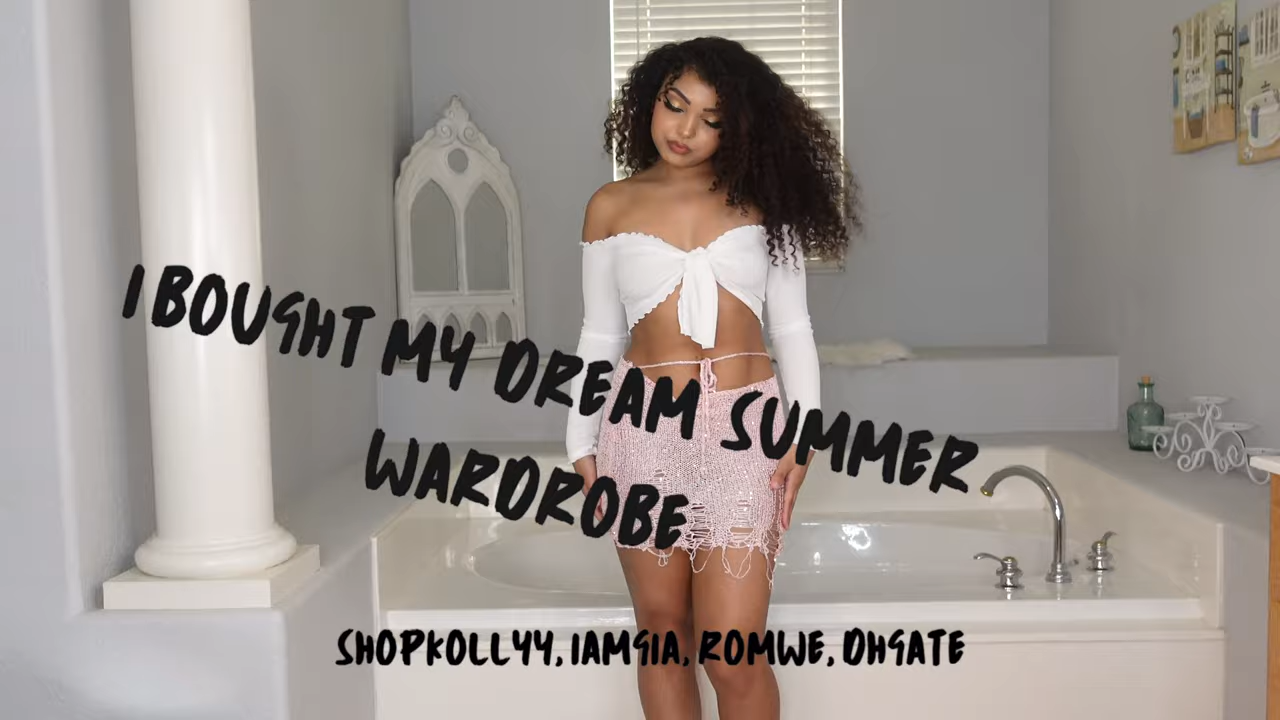 I BOUGHT MY DREAM SUMMER
WARDROBE
SHOPKOLLYY, IAMGIA, ROMWE, DHGATE